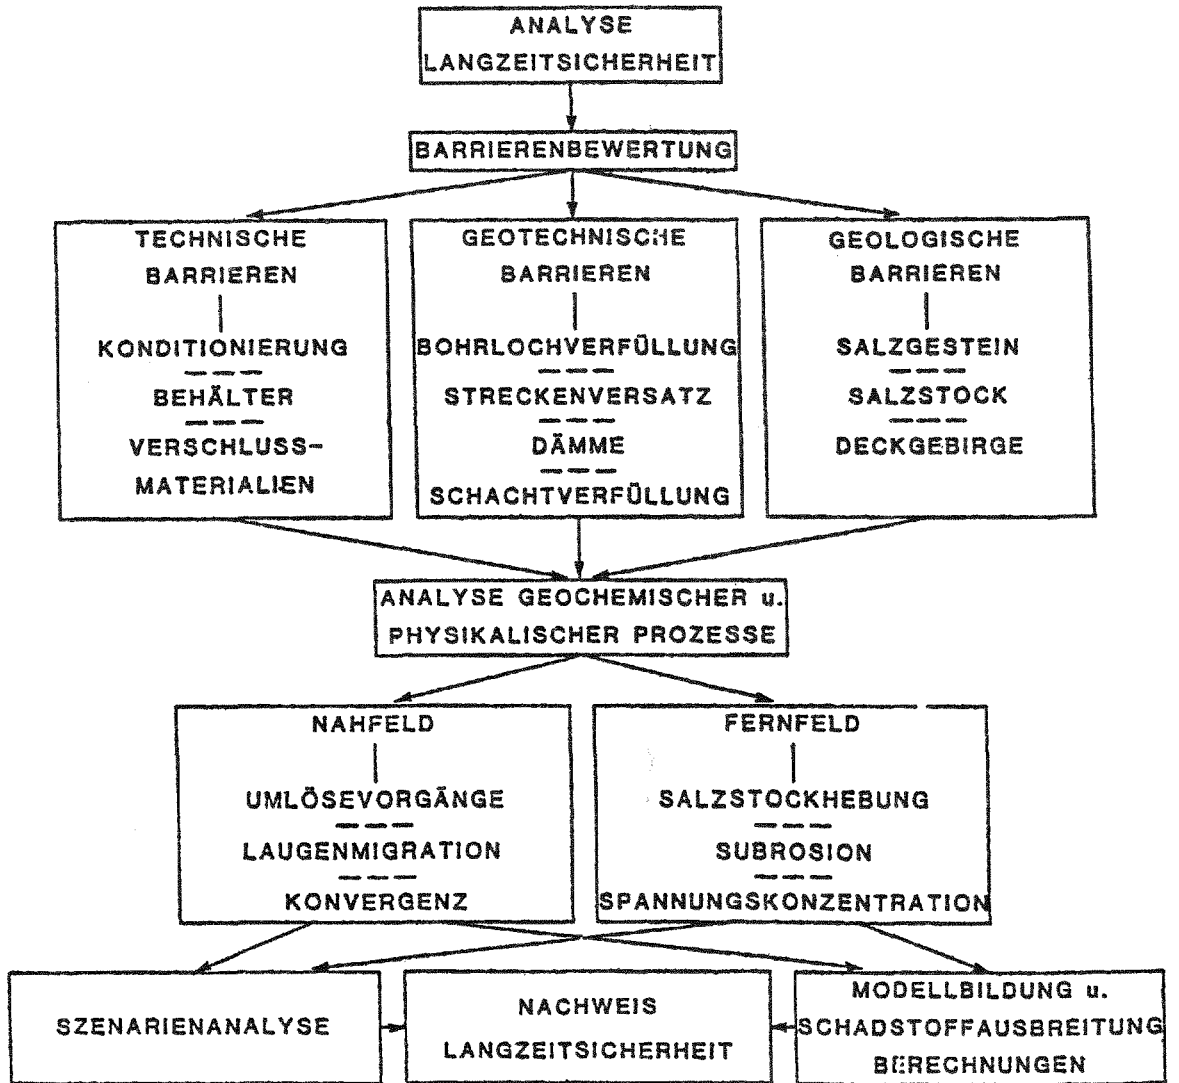 ANALYSE
LANGZEITSICHERHEIT
BARRIERENBEWERTUNG
TECHNISCHE
BARRIEREN
KONDITIONIERUNG
BEHÄLTER
VERSCHLUSS-
MATERIALIEN
GEOTECHNISCHE
BARRIEREN
BOHRLOCHVERFÜLLUNG
STRECKENVERSATZ
DÄMME
SCHACHTVERFÜLLUNG
GEOLOGISCHE
BARRIEREN
SALZGESTEIN
SALZSTOCK
DECKGEBIRGE
ANALYSE GEOCHEMISCHER u.
PHYSIKALISCHER PROZESSE
NAHFELD
UMLÖSEVORGÄNGE
LAUGENMIGRATION
KONVERGENZ
FERNFELD
SALZSTOCKHEBUNG
SUBROSION
SPANNUNGSKONZENTRATION
SZENARIENANALYSE
NACHWEIS
LANGZEITSICHERHEIT
MODELLBILDUNG u.
SCHADSTOFFAUSBREITUNG
BERECHNUNGEN